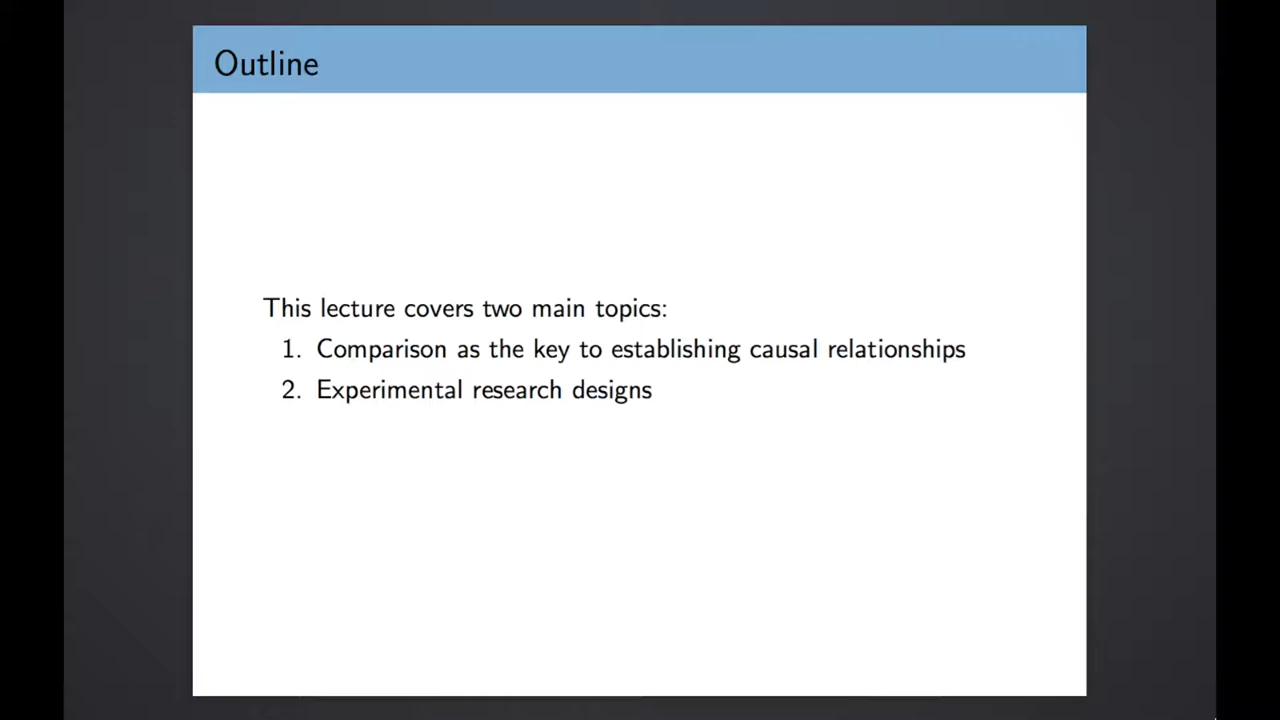 Outline
This lecture covers two main topics:
1. Comparison as the key to establishing causal relationships
2. Experimental research designs